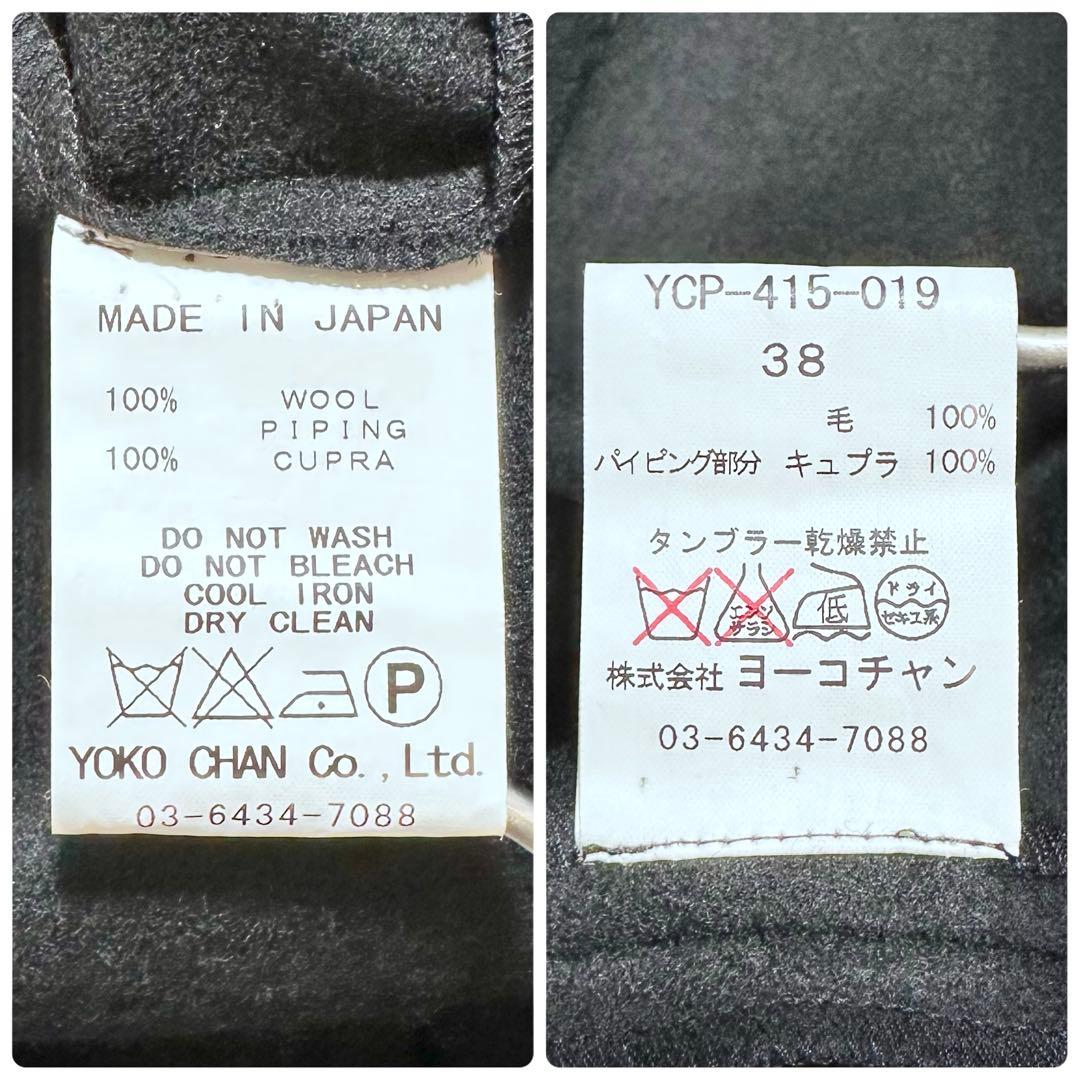 MADE IN JAPAN
100% WOOL
PIPING
100% CUPRA
DO NOT WASH
DO NOT BLEACH
COOL IRON
DRY CLEAN
P
YOKO CHAN Co., Ltd.
03-6434-7088
YCP-415-019
38
毛 100%
パイピング部分 キュプラ 100%
タンブラー乾燥禁止
エンソ
サラシ
低
ドライ
セキユ系
株式会社 ヨーコチャン
03-6434-7088